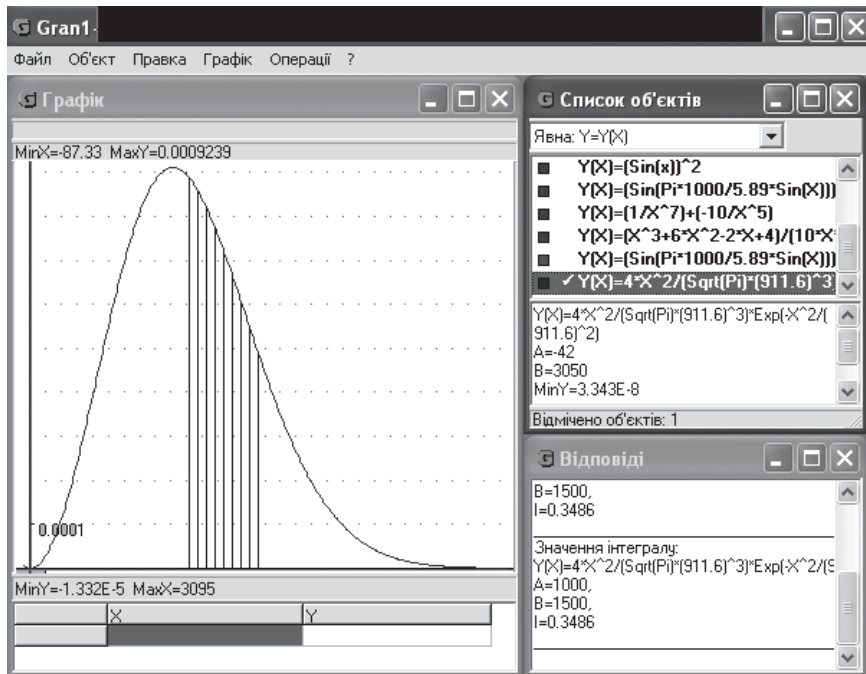 Gran1
Файл Об'єкт Правка Графік Операції ?
Графік
MinX=-87.33 MaxY=0.0009239
0.0001
MinY=-1.332E-5 MaxX=3095
X Y
Список об'єктів
Явна: Y=Y(X)
Y(X)=(Sin(x))^2
Y(X)=(Sin(Pi*1000/5.89*Sin(X)))
Y(X)=(1/X^7)+(-10/X^5)
Y(X)=(X^3+6*X^2-2*X+4)/(10*X
Y(X)=(Sin(Pi*1000/5.89*Sin(X)))
✓ Y(X)=4*X^2/(Sqrt(Pi)*(911.6)^3
Y(X)=4*X^2/(Sqrt(Pi)*(911.6)^3)*Exp(-X^2/(
911.6)^2)
A=-42
B=3050
MinY=3.343E-8
Відмічено об'єктів: 1
Відповіді
B=1500,
I=0.3486
Значення інтегралу:
Y(X)=4*X^2/(Sqrt(Pi)*(911.6)^3)*Exp(-X^2/(9
A=1000,
B=1500,
I=0.3486